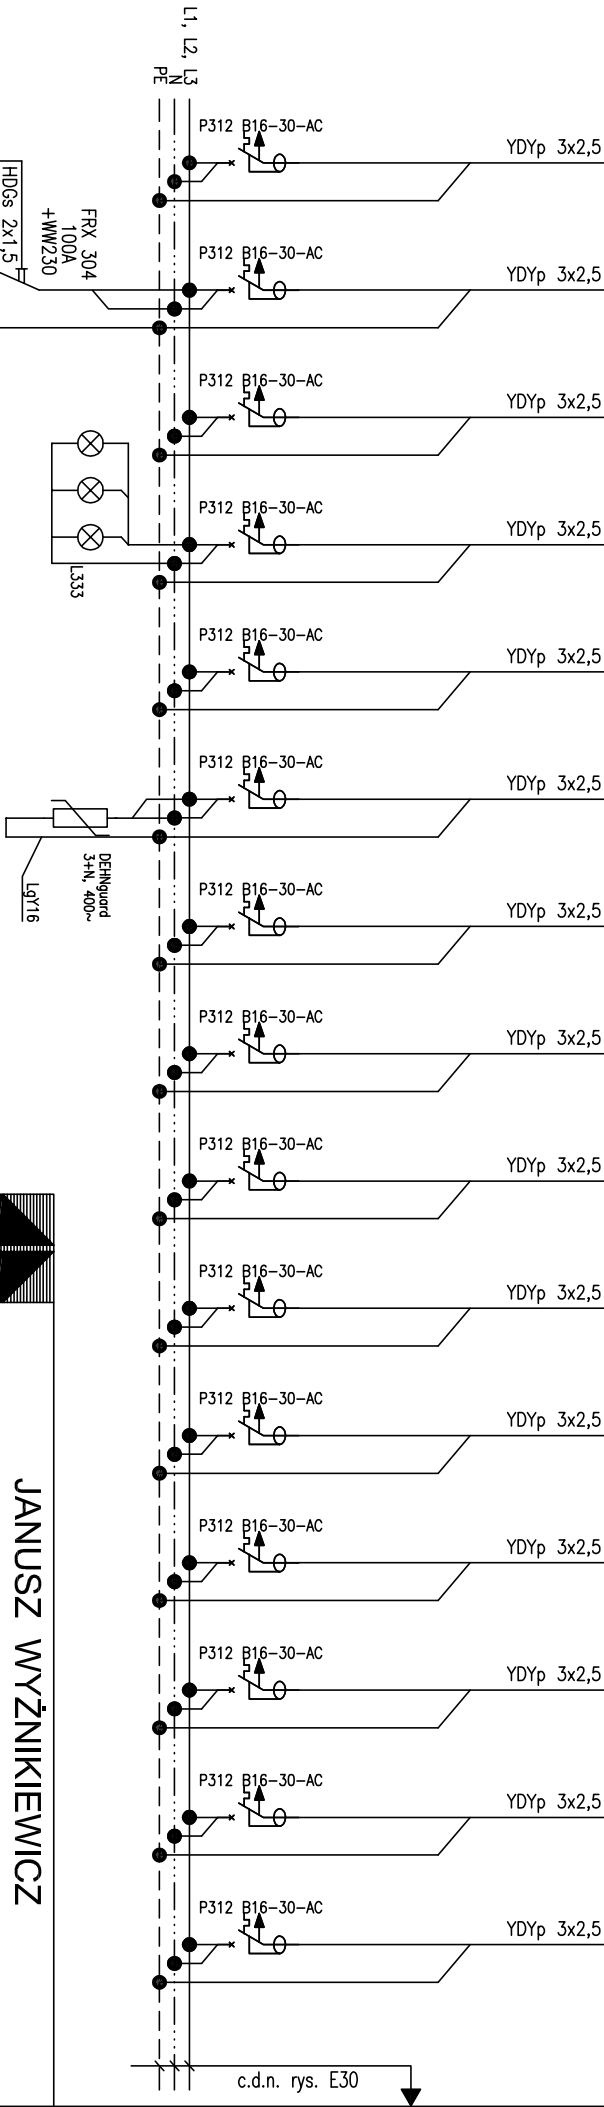 L1, L2, L3
N
PE
P312 B16-30-AC
YDYp 3x2,5
P312 B16-30-AC
YDYp 3x2,5
FRX 304
100A
+WW230
HDGs 2x1,5
P312 B16-30-AC
YDYp 3x2,5
P312 B16-30-AC
YDYp 3x2,5
L333
P312 B16-30-AC
YDYp 3x2,5
P312 B16-30-AC
YDYp 3x2,5
DEHNguard
3+N, 400~
LgY16
P312 B16-30-AC
YDYp 3x2,5
P312 B16-30-AC
YDYp 3x2,5
P312 B16-30-AC
YDYp 3x2,5
P312 B16-30-AC
YDYp 3x2,5
P312 B16-30-AC
YDYp 3x2,5
P312 B16-30-AC
YDYp 3x2,5
P312 B16-30-AC
YDYp 3x2,5
P312 B16-30-AC
YDYp 3x2,5
P312 B16-30-AC
YDYp 3x2,5
JANUSZ WYŻNIKIEWICZ
c.d.n. rys. E30